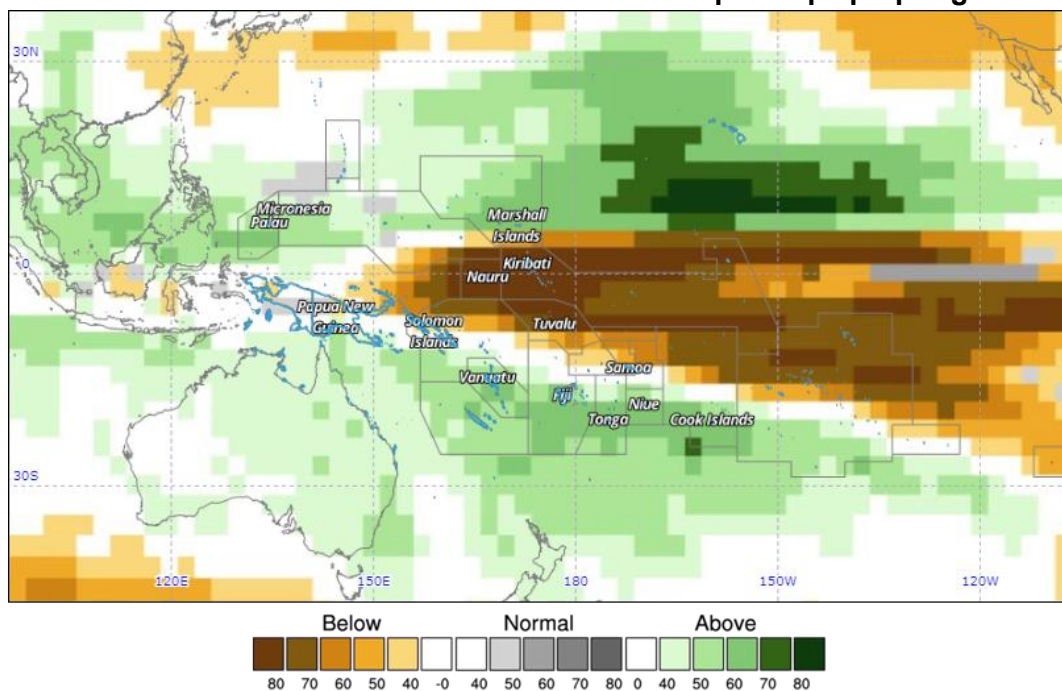 30N
Micronesia
Palau
Marshall
Islands
0
Kiribati
Nauru
Papua New
Guinea
Solomon
Islands
Tuvalu
Samoa
Vanuatu
Fiji
Niue
Tonga
Cook Islands
30S
120E 150E 180 150W 120W
Below Normal Above
80 70 60 50 40 -0 40 50 60 70 80 0 40 50 60 70 80